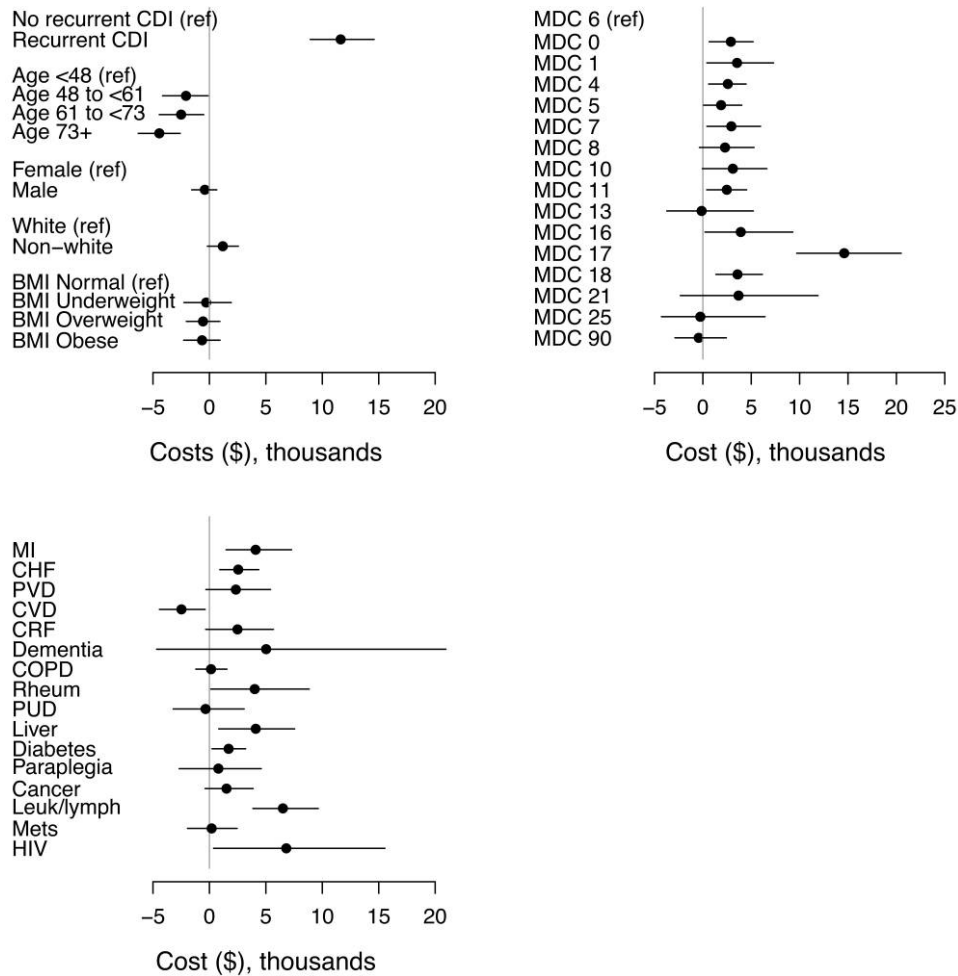 No recurrent CDI (ref)
Recurrent CDI
Age <48 (ref)
Age 48 to <61
Age 61 to <73
Age 73+
Female (ref)
Male
White (ref)
Non−white
BMI Normal (ref)
BMI Underweight
BMI Overweight
BMI Obese
−5 0 5 10 15 20
Costs ($), thousands
MDC 6 (ref)
MDC 0
MDC 1
MDC 4
MDC 5
MDC 7
MDC 8
MDC 10
MDC 11
MDC 13
MDC 16
MDC 17
MDC 18
MDC 21
MDC 25
MDC 90
−5 0 5 10 15 20 25
Cost ($), thousands
MI
CHF
PVD
CVD
CRF
Dementia
COPD
Rheum
PUD
Liver
Diabetes
Paraplegia
Cancer
Leuk/lymph
Mets
HIV
−5 0 5 10 15 20
Cost ($), thousands